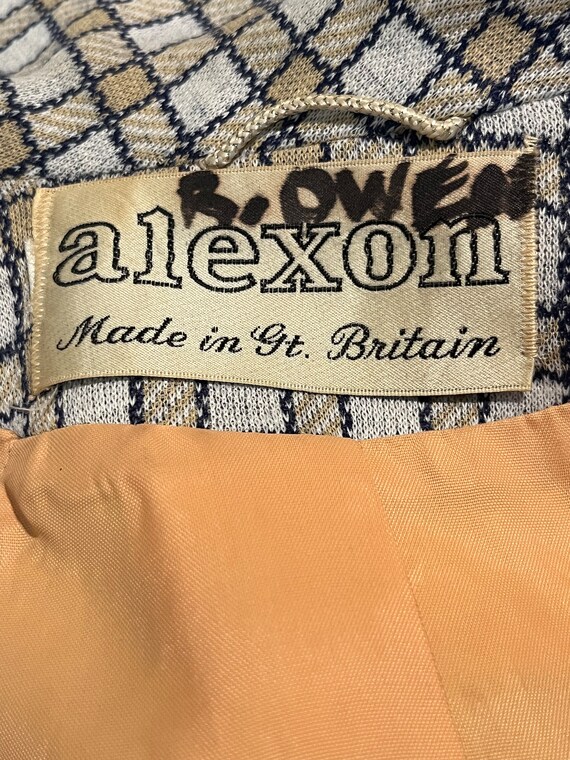 R. OWEN
alexon
Made in Gt. Britain